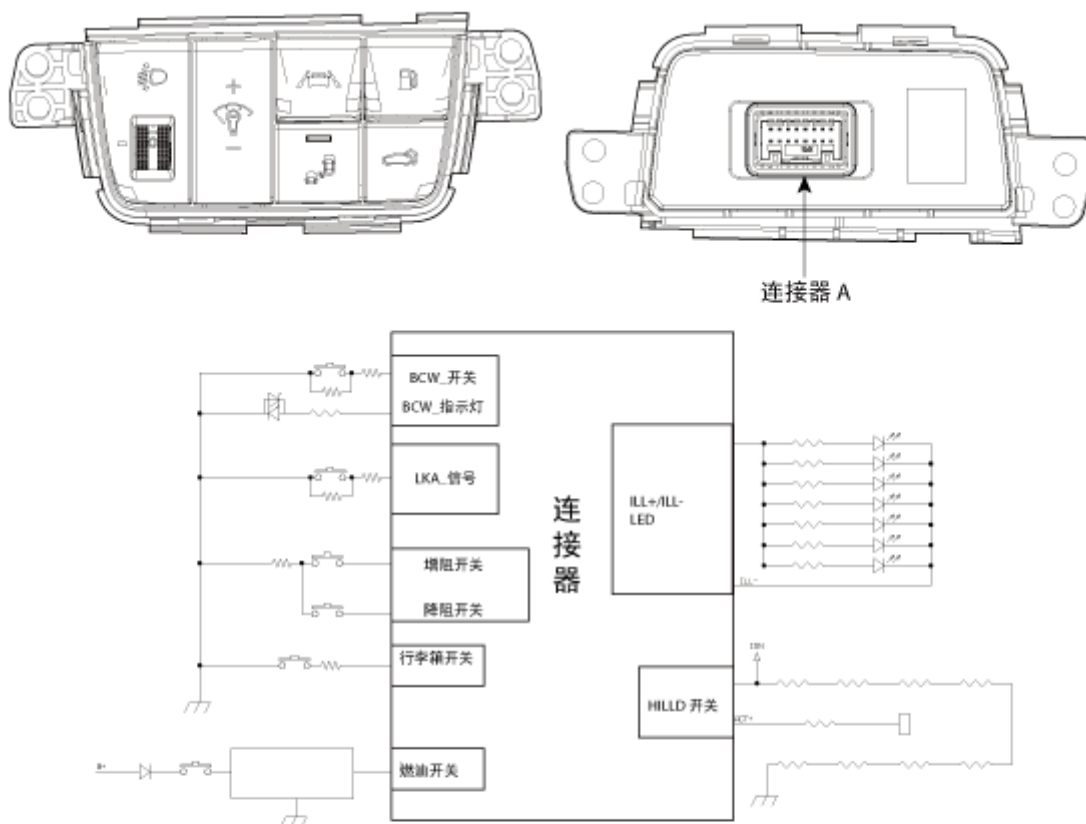 连接器 A
BCW_开关
BCW_指示灯
LKA_信号
增阻开关
降阻开关
行李箱开关
燃油开关
连接器
ILL+/ILL-
LED
ILL-
HILLD 开关
ION
ACT+
B+